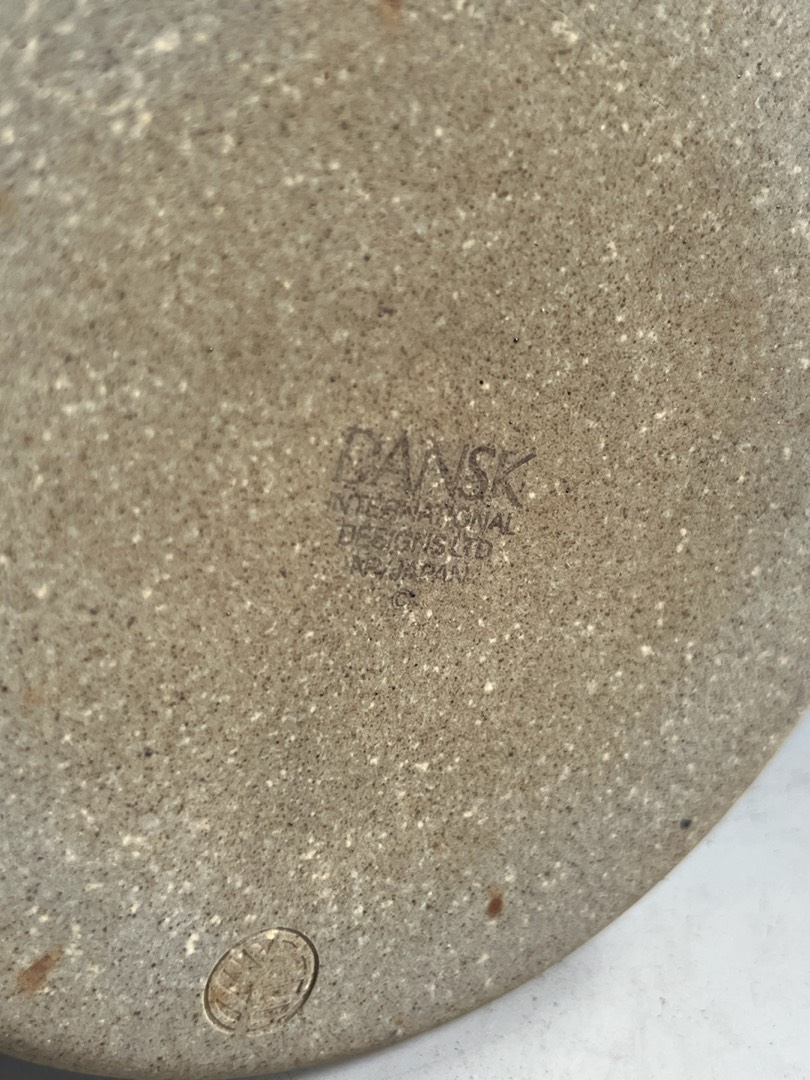 DANSK
INTERNATIONAL
DESIGNS LTD
JAPAN
©